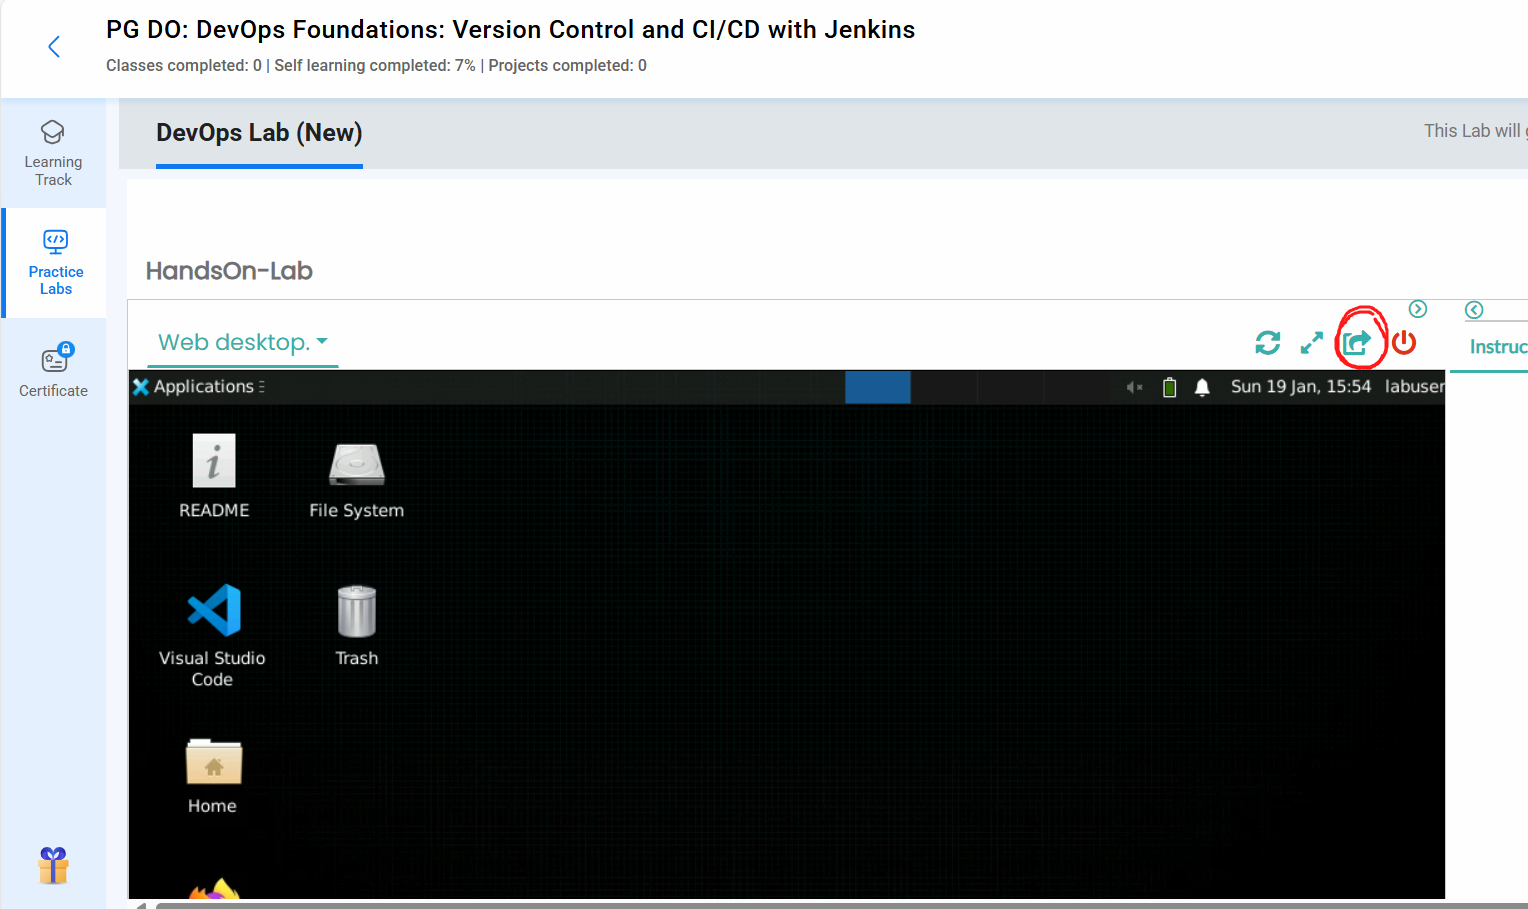 PG DO: DevOps Foundations: Version Control and CI/CD with Jenkins
Classes completed: 0 | Self learning completed: 7% | Projects completed: 0
Learning
Track
Practice
Labs
Certificate
DevOps Lab (New)
This Lab will
HandsOn-Lab
Web desktop.
Instruc
Applications
Sun 19 Jan, 15:54 labuser
README
File System
Visual Studio
Code
Trash
Home